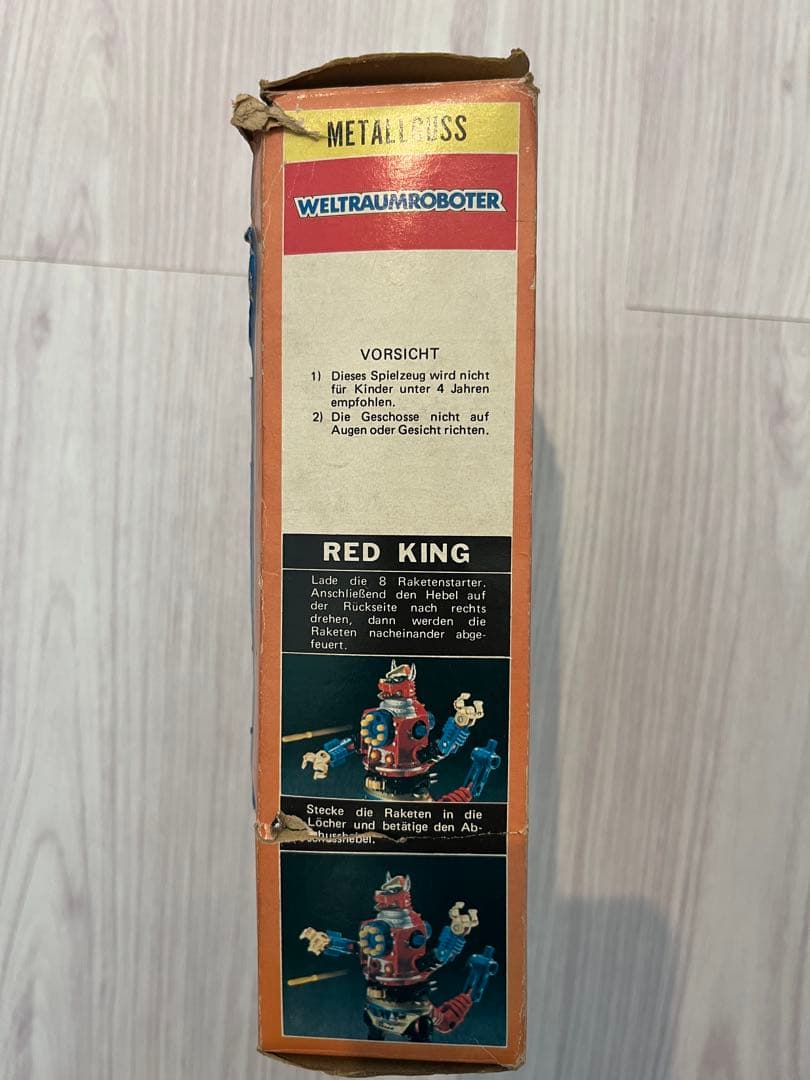 METALLGUSS
WELTRAUMROBOTER
VORSICHT
1) Dieses Spielzeug wird nicht
für Kinder unter 4 Jahren
empfohlen.
2) Die Geschosse nicht auf
Augen oder Gesicht richten.
RED KING
Lade die 8 Raketenstarter.
Anschließend den Hebel auf
der Rückseite nach rechts
drehen, dann werden die
Raketen nacheinander abge-
feuert.
Stecke die Raketen in die
Löcher und betätige den Ab-
schusshebel.